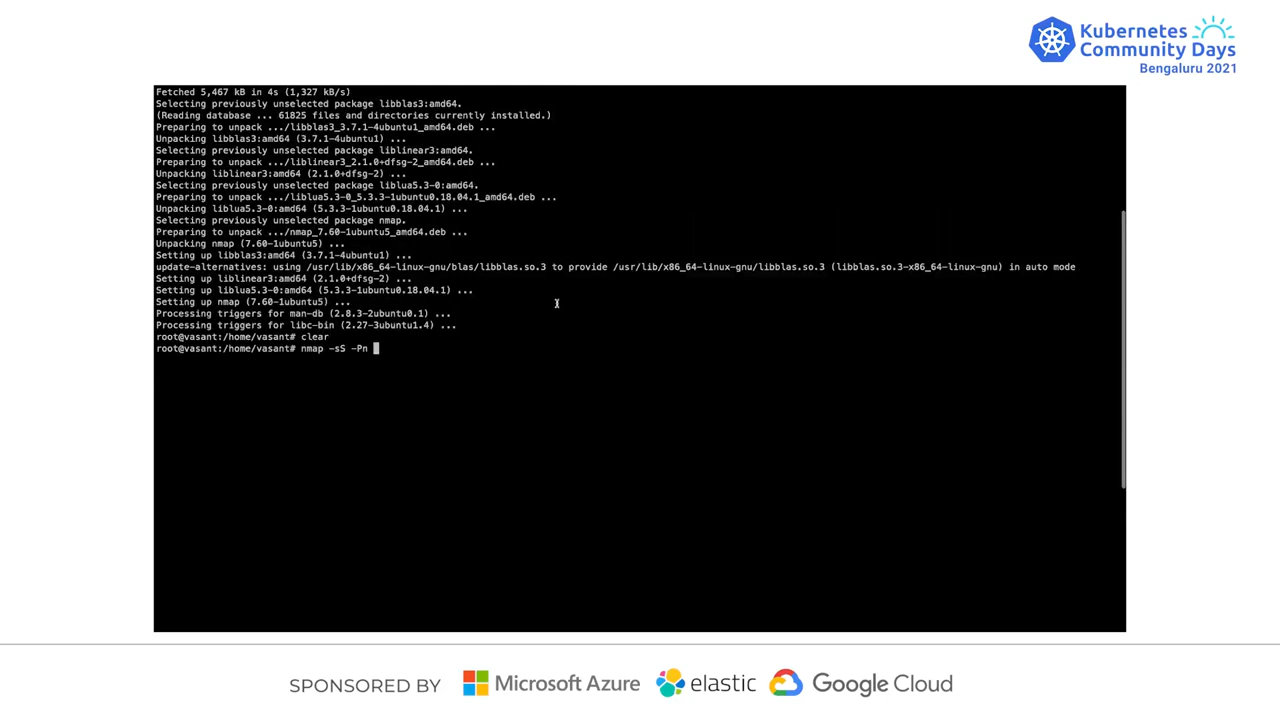 Kubernetes
Community Days
Bengaluru 2021
Fetched 5,467 kB in 4s (1,327 kB/s)
Selecting previously unselected package libblas3:amd64.
(Reading database ... 61825 files and directories currently installed.)
Preparing to unpack .../libblas3_3.7.1-4ubuntu1_amd64.deb ...
Unpacking libblas3:amd64 (3.7.1-4ubuntu1) ...
Selecting previously unselected package liblinear3:amd64.
Preparing to unpack .../liblinear3_2.1.0+dfsg-2_amd64.deb ...
Unpacking liblinear3:amd64 (2.1.0+dfsg-2) ...
Selecting previously unselected package liblua5.3-0:amd64.
Preparing to unpack .../liblua5.3-0_5.3.3-1ubuntu0.18.04.1_amd64.deb ...
Unpacking liblua5.3-0:amd64 (5.3.3-1ubuntu0.18.04.1) ...
Selecting previously unselected package nmap.
Preparing to unpack .../nmap_7.60-1ubuntu5_amd64.deb ...
Unpacking nmap (7.60-1ubuntu5) ...
Setting up libblas3:amd64 (3.7.1-4ubuntu1) ...
update-alternatives: using /usr/lib/x86_64-linux-gnu/blas/libblas.so.3 to provide /usr/lib/x86_64-linux-gnu/libblas.so.3 (libblas.so.3-x86_64-linux-gnu) in auto mode
Setting up liblinear3:amd64 (2.1.0+dfsg-2) ...
Setting up liblua5.3-0:amd64 (5.3.3-1ubuntu0.18.04.1) ...
Setting up nmap (7.60-1ubuntu5) ...
Processing triggers for man-db (2.8.3-2ubuntu0.1) ...
Processing triggers for libc-bin (2.27-3ubuntu1.4) ...
root@vasant:/home/vasant# clear
root@vasant:/home/vasant# nmap -sS -Pn
SPONSORED BY Microsoft Azure elastic Google Cloud